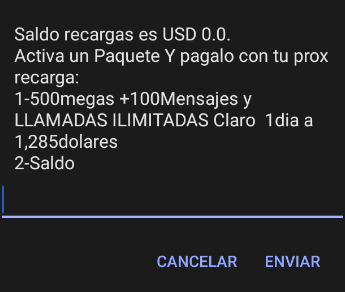 Saldo recargas es USD 0.0.
Activa un Paquete Y pagalo con tu prox
recarga:
1-500megas +100Mensajes y
LLAMADAS ILIMITADAS Claro  1dia a
1,285dolares
2-Saldo
CANCELAR ENVIAR